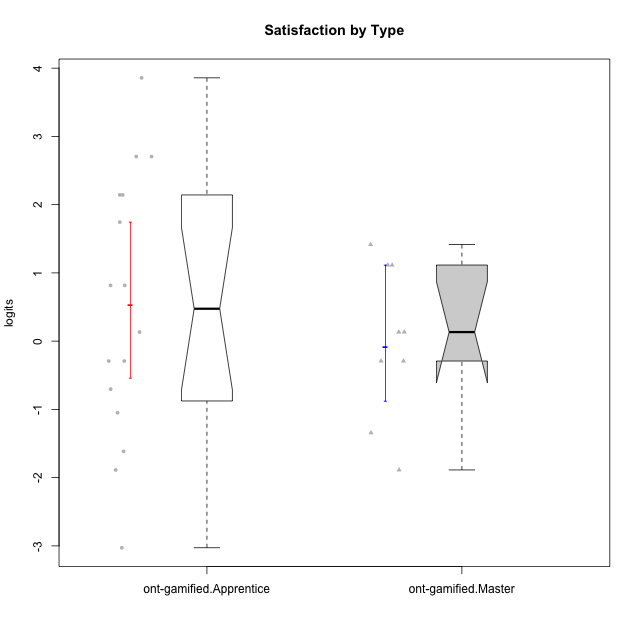 Satisfaction by Type
4
3
2
1
0
-1
-2
-3
logits
ont-gamified.Apprentice
ont-gamified.Master